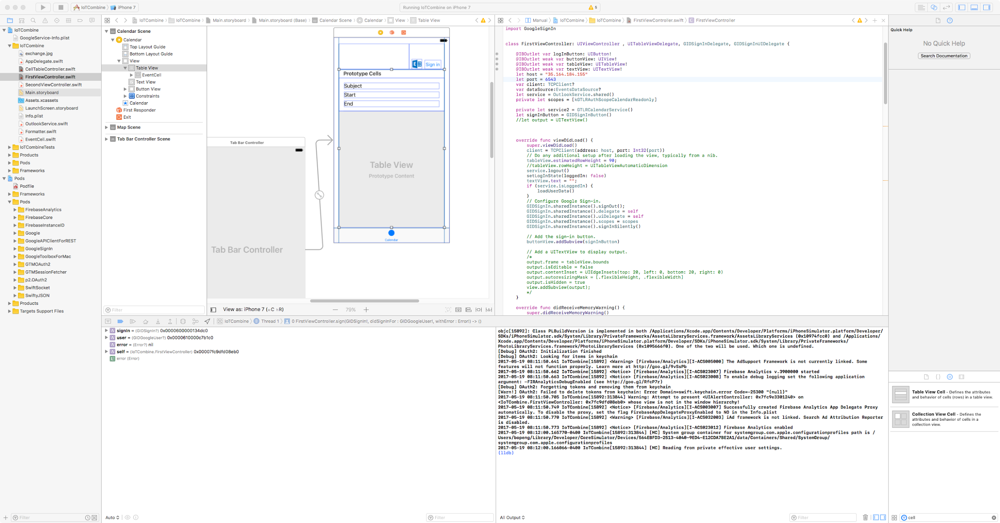 IoTCombine
iPhone 7
Running IoTCombine on iPhone 7
5
IoTCombine
IoTCombine
Main.storyboard
Main.storyboard (Base)
Calendar Scene
Calendar
View
Table View
Manual
IoTCombine
IoTCombine
FirstViewController.swift
FirstViewController
IoTCombine
GoogleService-Info.plist
IoTCombine
exchange.jpg
AppDelegate.swift
CellTableController.swift
FirstViewController.swift
SecondViewController.swift
Main.storyboard
Assets.xcassets
LaunchScreen.storyboard
Info.plist
OutlookService.swift
Formatter.swift
EventCell.swift
IoTCombineTests
Products
Pods
Frameworks
Pods
Podfile
Frameworks
Pods
FirebaseAnalytics
FirebaseCore
FirebaseInstanceID
Google
GoogleAPIClientForREST
GoogleSignIn
GoogleToolboxForMac
GTMOAuth2
GTMSessionFetcher
p2.OAuth2
SwiftSocket
SwiftyJSON
Products
Targets Support Files
Filter
Calendar Scene
Calendar
Top Layout Guide
Bottom Layout Guide
View
Table View
EventCell
Text View
Button View
Constraints
Calendar
First Responder
Exit
Map Scene
Tab Bar Controller Scene
Filter
Tab Bar Controller
Tab Bar Controller
Sign in
Prototype Cells
Subject
Start
End
Table View
Prototype Content
Calendar
View as: iPhone 7 (wC hR)
79%
import GoogleSignIn
class FirstViewController: UIViewController , UITableViewDelegate, GIDSignInDelegate, GIDSignInUIDelegate {
@IBOutlet var logInButton: UIButton!
@IBOutlet weak var buttonView: UIView!
@IBOutlet weak var tableView: UITableView!
@IBOutlet weak var textView: UITextView!
let host = "35.164.184.155"
let port = 6543
var client: TCPClient?
var dataSource:EventsDataSource?
let service = OutlookService.shared()
private let scopes = [kGTLRAuthScopeCalendarReadonly]
private let service2 = GTLRCalendarService()
let signInButton = GIDSignInButton()
//let output = UITextView()
override func viewDidLoad() {
super.viewDidLoad()
client = TCPClient(address: host, port: Int32(port))
// Do any additional setup after loading the view, typically from a nib.
tableView.estimatedRowHeight = 90;
//tableView.rowHeight = UITableViewAutomaticDimension
service.logout()
setLogInState(loggedIn: false)
textView.text = "";
if (service.isLoggedIn) {
loadUserData()
}
// Configure Google Sign-in.
GIDSignIn.sharedInstance().signOut();
GIDSignIn.sharedInstance().delegate = self
GIDSignIn.sharedInstance().uiDelegate = self
GIDSignIn.sharedInstance().scopes = scopes
GIDSignIn.sharedInstance().signInSilently()
// Add the sign-in button.
buttonView.addSubview(signInButton)
// Add a UITextView to display output.
/*
output.frame = tableView.bounds
output.isEditable = false
output.contentInset = UIEdgeInsets(top: 20, left: 0, bottom: 20, right: 0)
output.autoresizingMask = [.flexibleHeight, .flexibleWidth]
output.isHidden = true
view.addSubview(output);
*/
}
override func didReceiveMemoryWarning() {
super.didReceiveMemoryWarning()
Quick Help
No Quick Help
Search Documentation
IoTCombine
Thread 1
0 FirstViewController.sign(GIDSignIn!, didSignInFor : GIDGoogleUser!, withError : Error!) -> ()
signIn = (GIDSignIn?) 0x0000600000134dc0
user = (GIDGoogleUser?) 0x0000610000c7b1c0
error = (Error?) nil
self = (IoTCombine.FirstViewController) 0x00007fc9dfd08eb0
error (Error)
Auto
Filter
objc[15892]: Class PLBuildVersion is implemented in both /Applications/Xcode.app/Contents/Developer/Platforms/iPhoneSimulator.platform/Developer/
SDKs/iPhoneSimulator.sdk/System/Library/PrivateFrameworks/AssetsLibraryServices.framework/AssetsLibraryServices (0x10974fcc0) and /Applications/
Xcode.app/Contents/Developer/Platforms/iPhoneSimulator.platform/Developer/SDKs/iPhoneSimulator.sdk/System/Library/PrivateFrameworks/
PhotoLibraryServices.framework/PhotoLibraryServices (0x1095666f0). One of the two will be used. Which one is undefined.
[Debug] OAuth2: Initialization finished
[Debug] OAuth2: Looking for items in keychain
2017-05-19 08:11:50.641 IoTCombine[15892] <Warning> [Firebase/Analytics][I-ACS005000] The AdSupport Framework is not currently linked. Some
features will not function properly. Learn more at http://goo.gl/9vSsPb
2017-05-19 08:11:50.662 IoTCombine[15892] <Notice> [Firebase/Analytics][I-ACS023007] Firebase Analytics v.3900000 started
2017-05-19 08:11:50.663 IoTCombine[15892] <Notice> [Firebase/Analytics][I-ACS023008] To enable debug logging set the following application
argument: -FIRAnalyticsDebugEnabled (see http://goo.gl/RfcP7r)
[Debug] OAuth2: Forgetting tokens and removing them from keychain
[Warn!] OAuth2: Failed to delete tokens from keychain: Error Domain=swift.keychain.error Code=-25300 "(null)"
2017-05-19 08:11:50.705 IoTCombine[15892:313844] Warning: Attempt to present <UIAlertController: 0x7fc9e3301240> on
<IoTCombine.FirstViewController: 0x7fc9dfd08eb0> whose view is not in the window hierarchy!
2017-05-19 08:11:50.749 IoTCombine[15892] <Notice> [Firebase/Analytics][I-ACS003007] Successfully created Firebase Analytics App Delegate Proxy
automatically. To disable the proxy, set the flag FirebaseAppDelegateProxyEnabled to NO in the Info.plist
2017-05-19 08:11:50.770 IoTCombine[15892] <Warning> [Firebase/Analytics][I-ACS032003] iAd framework is not linked. Search Ad Attribution Reporter
is disabled.
2017-05-19 08:11:50.773 IoTCombine[15892] <Notice> [Firebase/Analytics][I-ACS023012] Firebase Analytics enabled
2017-05-19 08:12:00.165770-0400 IoTCombine[15892:313844] [MC] System group container for systemgroup.com.apple.configurationprofiles path is /
Users/bopeng/Library/Developer/CoreSimulator/Devices/564EBFD3-2513-4040-9ED4-E12CDA7BE2A1/data/Containers/Shared/SystemGroup/
systemgroup.com.apple.configurationprofiles
2017-05-19 08:12:00.166066-0400 IoTCombine[15892:313844] [MC] Reading from private effective user settings.
(lldb)
All Output
Filter
Table View Cell - Defines the attributes
and behavior of cells (rows) in a table view.
Collection View Cell - Defines the
attributes and behavior of cells in a
collection view.
cell